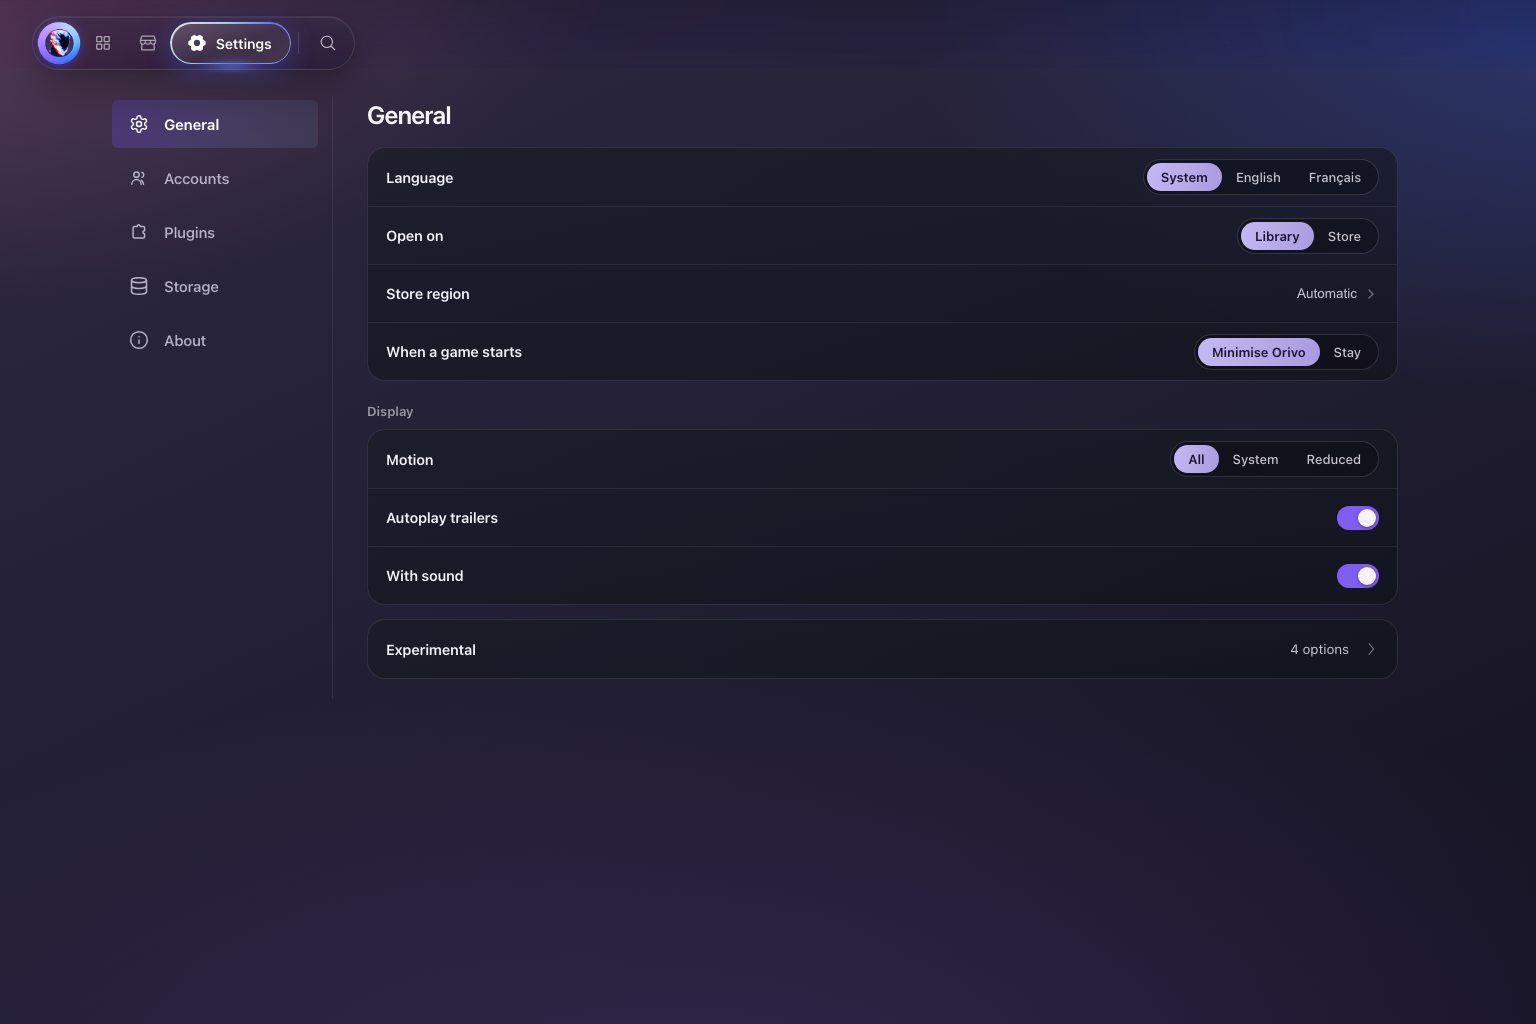 Settings
General
Accounts
Plugins
Storage
About
General
Language
System English Français
Open on
Library Store
Store region
Automatic
When a game starts
Minimise Orivo Stay
Display
Motion
All System Reduced
Autoplay trailers
With sound
Experimental
4 options